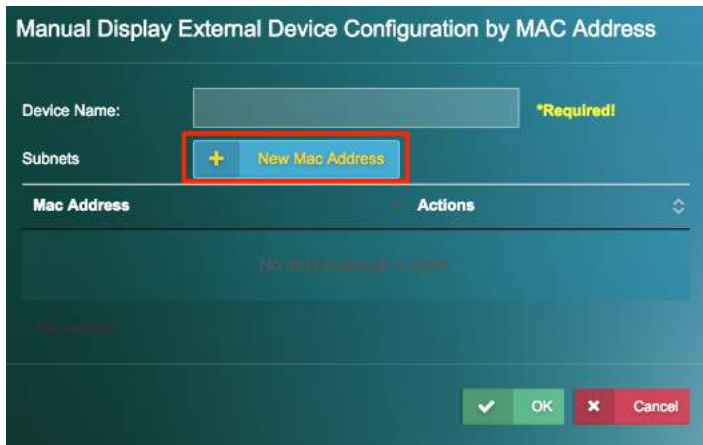 Manual Display External Device Configuration by MAC Address
Device Name:
*Required!
Subnets
+ New Mac Address
Mac Address Actions
OK Cancel